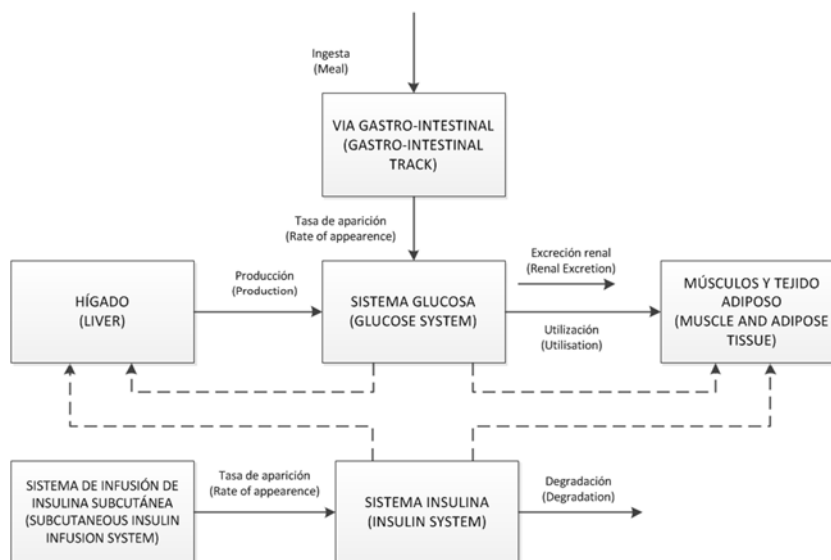 Ingesta
(Meal)
VIA GASTRO-INTESTINAL
(GASTRO-INTESTINAL
TRACK)
Tasa de aparición
(Rate of appearence)
HÍGADO
(LIVER)
Producción
(Production)
SISTEMA GLUCOSA
(GLUCOSE SYSTEM)
Excreción renal
(Renal Excretion)
Utilización
(Utilisation)
MÚSCULOS Y TEJIDO
ADIPOSO
(MUSCLE AND ADIPOSE
TISSUE)
SISTEMA DE INFUSIÓN DE
INSULINA SUBCUTÁNEA
(SUBCUTANEOUS INSULIN
INFUSION SYSTEM)
Tasa de aparición
(Rate of appearence)
SISTEMA INSULINA
(INSULIN SYSTEM)
Degradación
(Degradation)